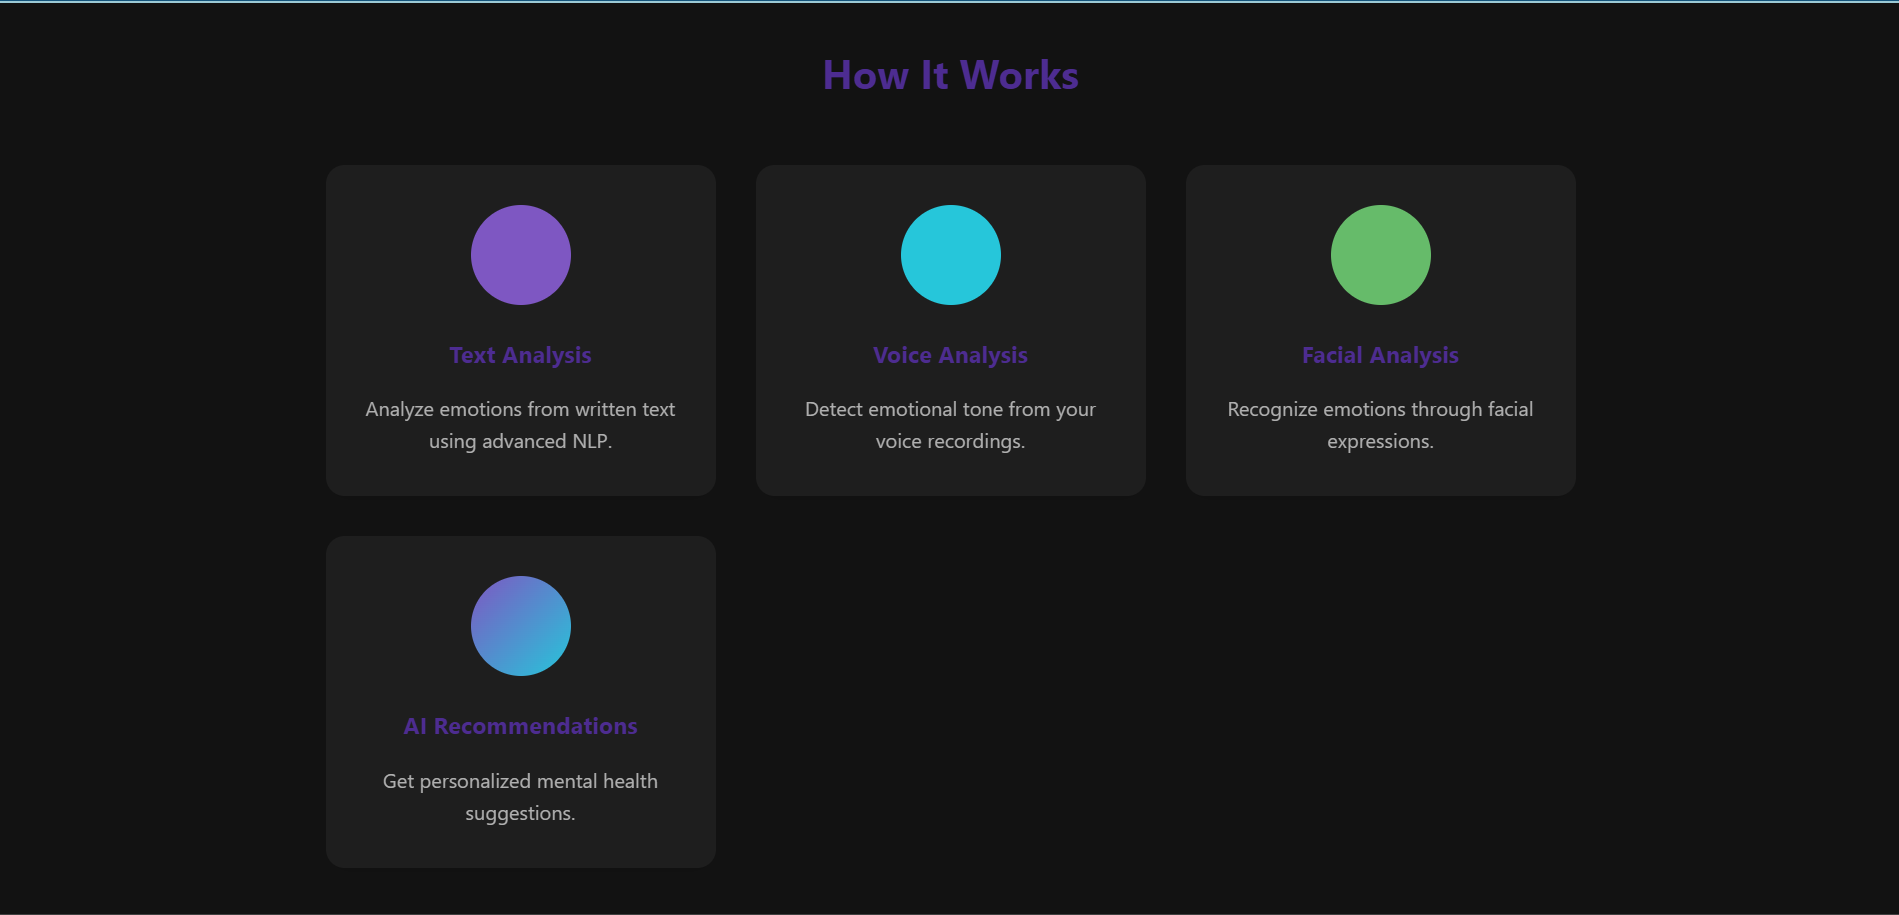 How It Works
Text Analysis
Analyze emotions from written text
using advanced NLP.
Voice Analysis
Detect emotional tone from your
voice recordings.
Facial Analysis
Recognize emotions through facial
expressions.
AI Recommendations
Get personalized mental health
suggestions.